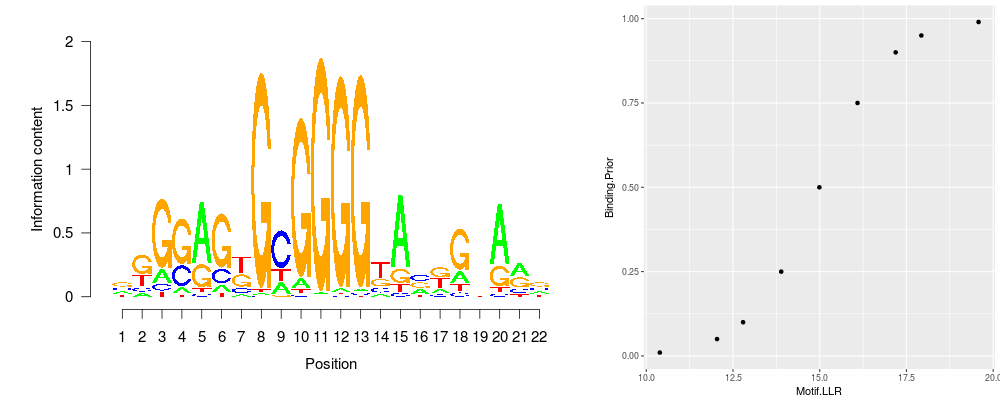 2
1.5
1
0.5
0
Information content
1 2 3 4 5 6 7 8 9 10 11 12 13 14 15 16 17 18 19 20 21 22
Position
G
T
G
A
G
C
A
G
G
C
T
G
G
C
T
A
G
A
G
G
G
T
A
G
G
A
A
G
A
1.00
0.75
0.50
0.25
0.00
Binding.Prior
10.0 12.5 15.0 17.5 20.0
Motif.LLR